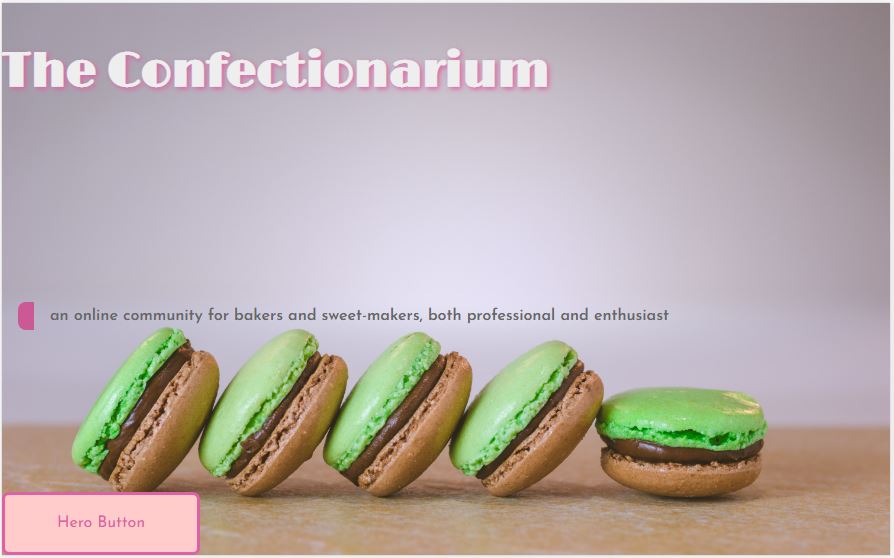 The Confectionarium
an online community for bakers and sweet-makers, both professional and enthusiast
Hero Button